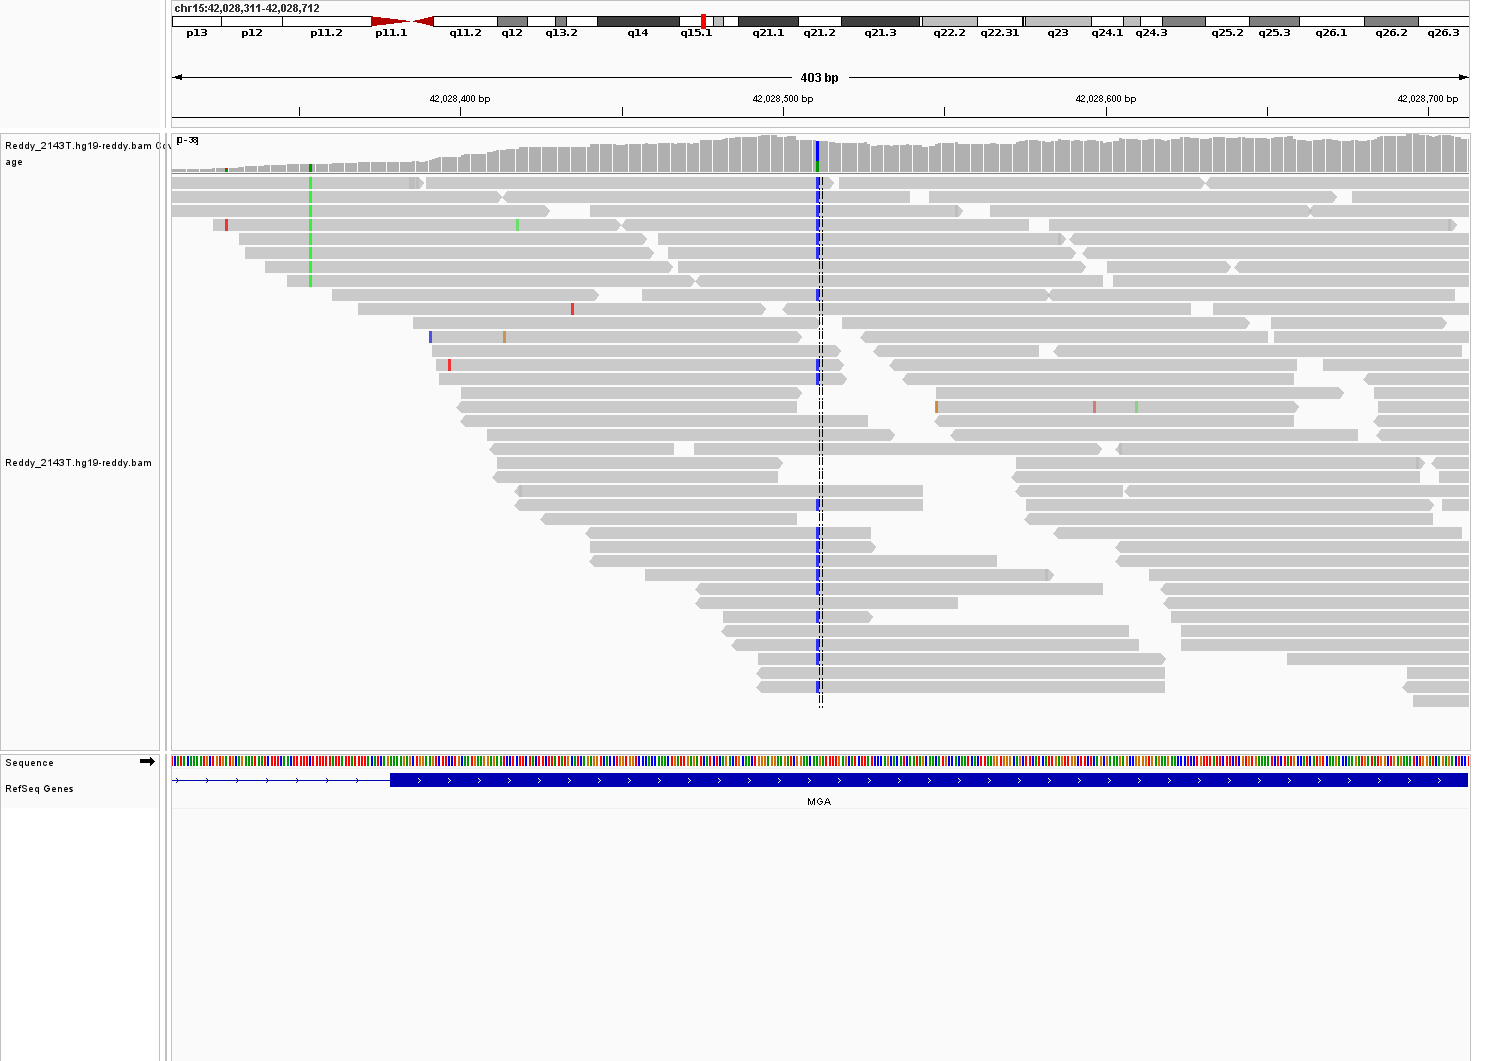 chr15:42,028,311-42,028,712
p13 p12 p11.2 p11.1 q11.2 q12 q13.2 q14 q15.1 q21.1 q21.2 q21.3 q22.2 q22.31 q23 q24.1 q24.3 q25.2 q25.3 q26.1 q26.2 q26.3
403 bp
42,028,400 bp 42,028,500 bp 42,028,600 bp 42,028,700 bp
Reddy_2143T.hg19-reddy.bam Cov
age
[0-38]
Reddy_2143T.hg19-reddy.bam
Sequence
RefSeq Genes
MGA